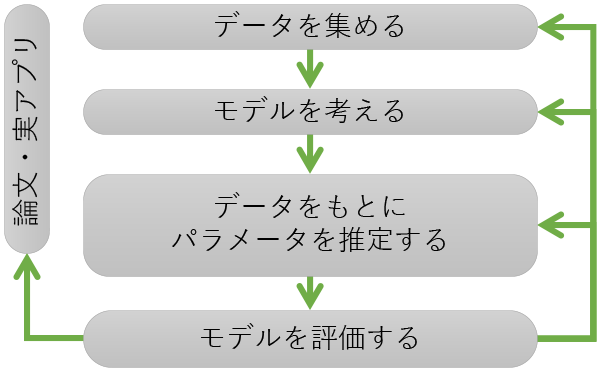 データを集める
モデルを考える
データをもとに
パラメータを推定する
モデルを評価する
論文・実アプリ